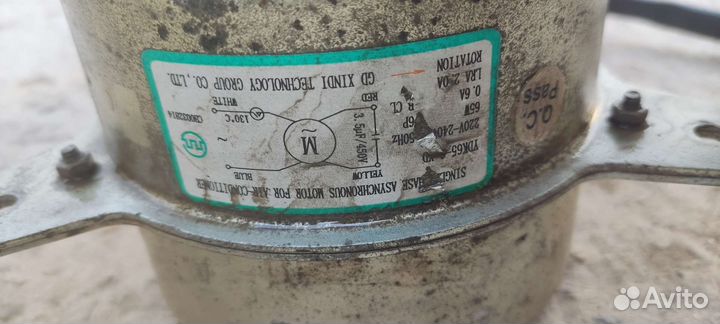 SINGLE PHASE ASYNCHRONOUS MOTOR FOR AIR-CONDITIONER
YDK65-
220V-240 50Hz
65W 6P
0.6A CL
LRA 2. 0A
ROTATION
YELLOW
BLUE
3. 5μF/450V
M
~
RED
130°C
WHITE
GD XINDI TECHNOLOGY GROUP CO., LTD.
Q.C
Pass
Avito